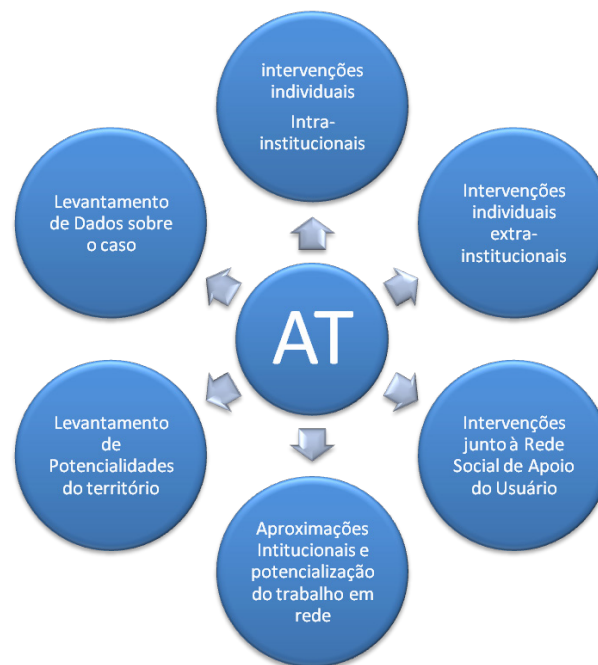 intervenções
individuais
Intra-
institucionais
Levantamento
de Dados sobre
o caso
Intervenções
individuais
extra-
institucionais
AT
Levantamento
de
Potencialidades
do território
Intervenções
junto à Rede
Social de Apoio
do Usuário
Aproximações
Intitucionais e
potencialização
do trabalho em
rede